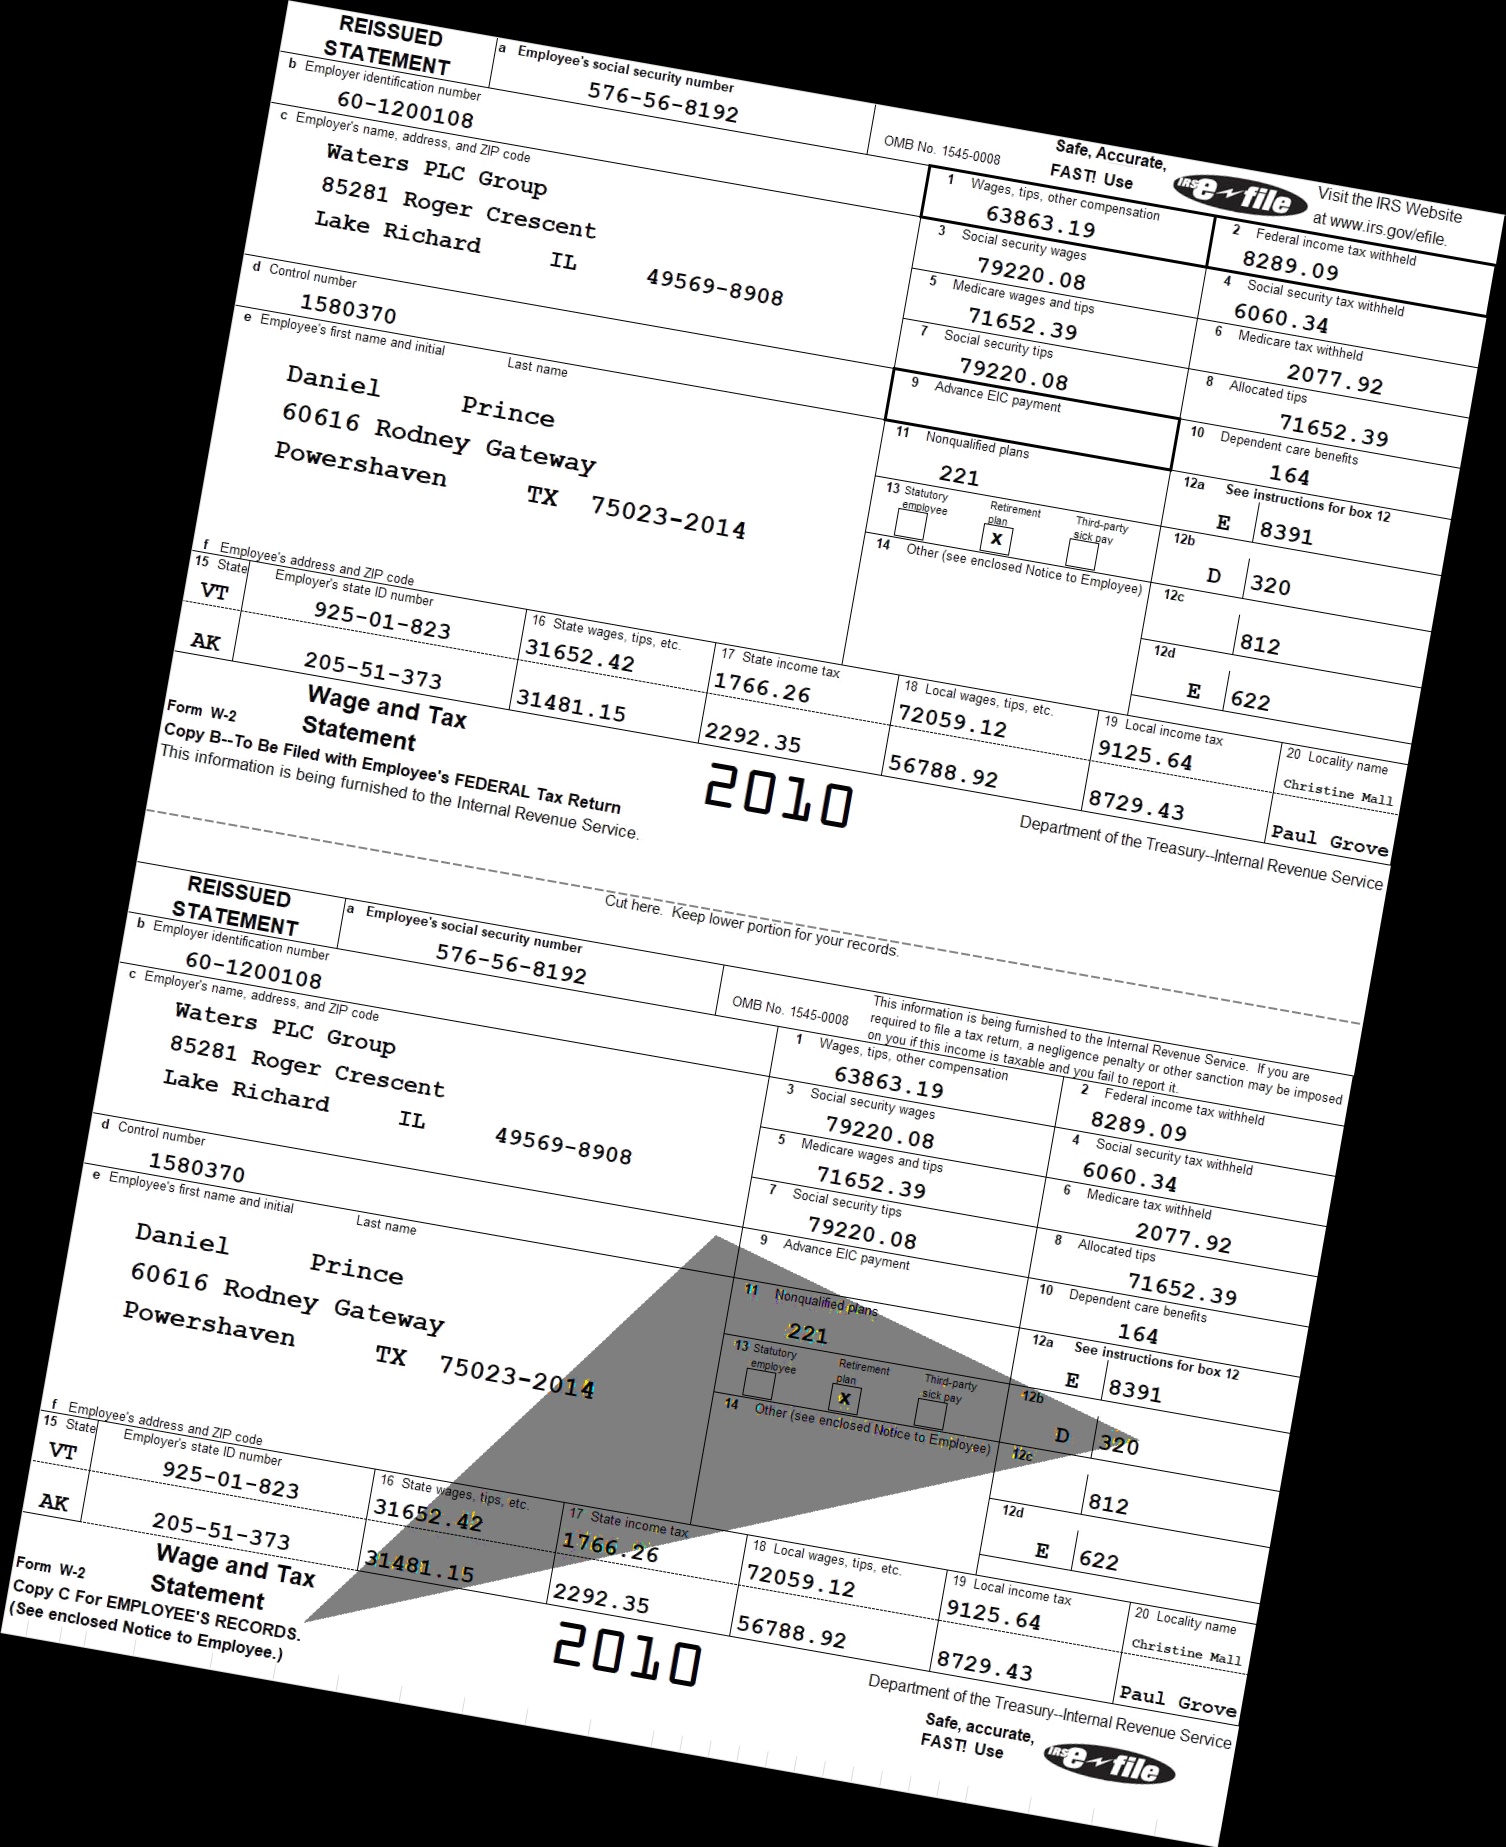 REISSUED
STATEMENT
a Employee's social security number
576-56-8192
OMB No. 1545-0008
Safe, Accurate,
FAST! Use
IRS e-file
Visit the IRS Website
at www.irs.gov/efile.
b Employer identification number
60-1200108
c Employer's name, address, and ZIP code
Waters PLC Group
85281 Roger Crescent
Lake Richard IL 49569-8908
1 Wages, tips, other compensation
63863.19
2 Federal income tax withheld
8289.09
3 Social security wages
79220.08
4 Social security tax withheld
6060.34
5 Medicare wages and tips
71652.39
6 Medicare tax withheld
2077.92
d Control number
1580370
7 Social security tips
79220.08
8 Allocated tips
71652.39
e Employee's first name and initial Last name
Daniel Prince
60616 Rodney Gateway
Powershaven TX 75023-2014
9 Advance EIC payment
10 Dependent care benefits
164
11 Nonqualified plans
221
12a See instructions for box 12
E 8391
13 Statutory employee Retirement plan Third-party sick pay
X
12b
D 320
14 Other (see enclosed Notice to Employee)
12c
812
12d
E 622
f Employee's address and ZIP code
15 State Employer's state ID number
VT 925-01-823
AK 205-51-373
16 State wages, tips, etc.
31652.42
31481.15
17 State income tax
1766.26
2292.35
18 Local wages, tips, etc.
72059.12
56788.92
19 Local income tax
9125.64
8729.43
20 Locality name
Christine Mall
Paul Grove
Form W-2
Wage and Tax
Statement
2010
Copy B--To Be Filed with Employee's FEDERAL Tax Return
This information is being furnished to the Internal Revenue Service.
Department of the Treasury--Internal Revenue Service
Cut here. Keep lower portion for your records.
REISSUED
STATEMENT
a Employee's social security number
576-56-8192
OMB No. 1545-0008
This information is being furnished to the Internal Revenue Service. If you are
required to file a tax return, a negligence penalty or other sanction may be imposed
on you if this income is taxable and you fail to report it.
b Employer identification number
60-1200108
c Employer's name, address, and ZIP code
Waters PLC Group
85281 Roger Crescent
Lake Richard IL 49569-8908
1 Wages, tips, other compensation
63863.19
2 Federal income tax withheld
8289.09
3 Social security wages
79220.08
4 Social security tax withheld
6060.34
5 Medicare wages and tips
71652.39
6 Medicare tax withheld
2077.92
d Control number
1580370
7 Social security tips
79220.08
8 Allocated tips
71652.39
e Employee's first name and initial Last name
Daniel Prince
60616 Rodney Gateway
Powershaven TX 75023-2014
9 Advance EIC payment
10 Dependent care benefits
164
11 Nonqualified plans
221
12a See instructions for box 12
E 8391
13 Statutory employee Retirement plan Third-party sick pay
X
12b
D 320
14 Other (see enclosed Notice to Employee)
12c
812
12d
E 622
f Employee's address and ZIP code
15 State Employer's state ID number
VT 925-01-823
AK 205-51-373
16 State wages, tips, etc.
31652.42
31481.15
17 State income tax
1766.26
2292.35
18 Local wages, tips, etc.
72059.12
56788.92
19 Local income tax
9125.64
8729.43
20 Locality name
Christine Mall
Paul Grove
Form W-2
Wage and Tax
Statement
2010
Copy C For EMPLOYEE'S RECORDS.
(See enclosed Notice to Employee.)
Department of the Treasury--Internal Revenue Service
Safe, accurate,
FAST! Use
IRS e-file